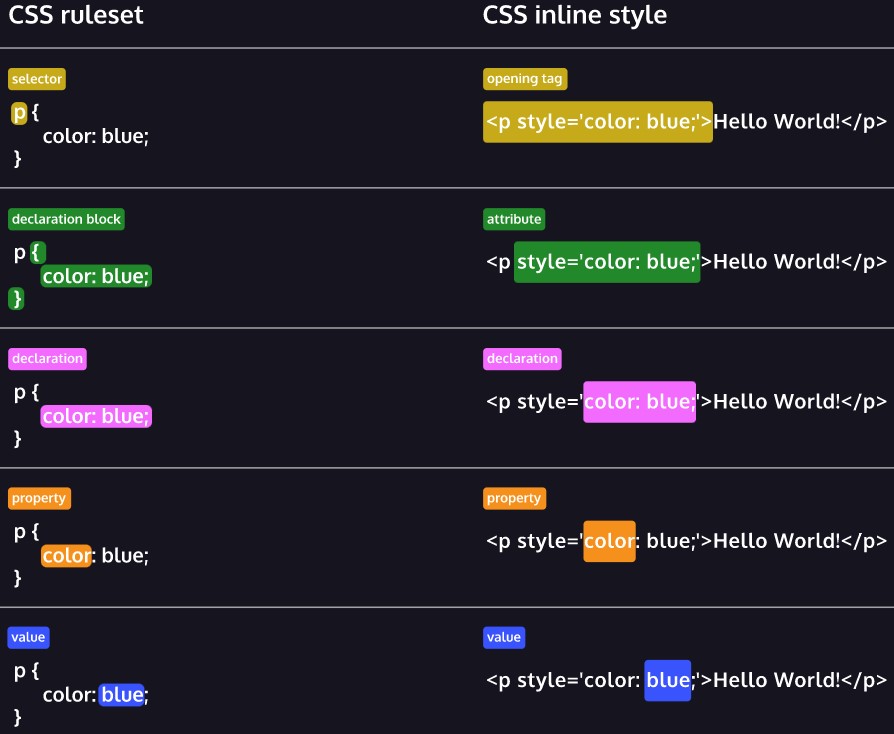 CSS ruleset
CSS inline style
selector
opening tag
p {
color: blue;
}
<p style='color: blue;'>Hello World!</p>
declaration block
attribute
p {
color: blue;
}
<p style='color: blue;'>Hello World!</p>
declaration
declaration
p {
color: blue;
}
<p style='color: blue;'>Hello World!</p>
property
property
p {
color: blue;
}
<p style='color: blue;'>Hello World!</p>
value
value
p {
color: blue;
}
<p style='color: blue;'>Hello World!</p>